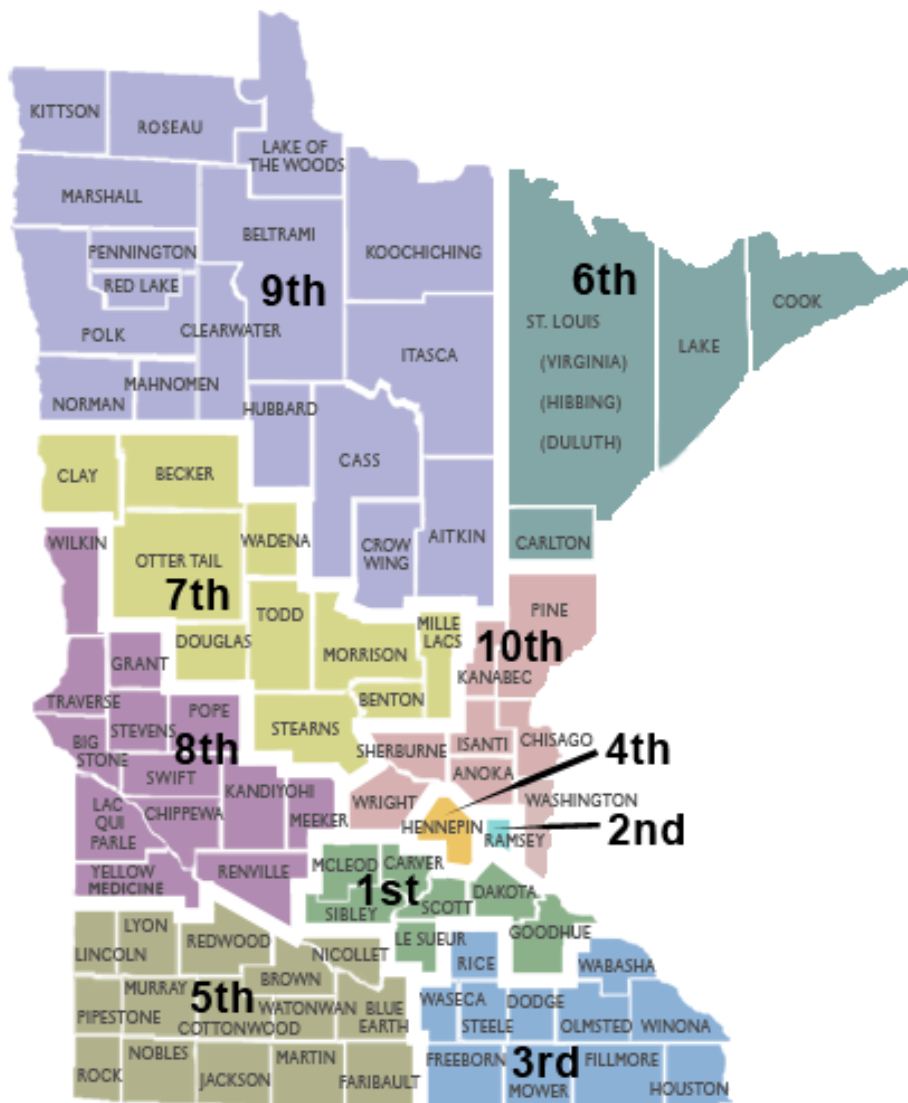 KITTSON
ROSEAU
LAKE OF
THE WOODS
MARSHALL
BELTRAMI
KOOCHICHING
PENNINGTON
RED LAKE
9th
6th
COOK
POLK
CLEARWATER
ST. LOUIS
LAKE
ITASCA
(VIRGINIA)
MAHNOMEN
NORMAN
HUBBARD
(HIBBING)
(DULUTH)
CASS
CLAY
BECKER
WILKIN
WADENA
CROW
WING
AITKIN
CARLTON
OTTER TAIL
7th
TODD
PINE
MILLE
LACS
DOUGLAS
MORRISON
10th
GRANT
KANABEC
TRAVERSE
BENTON
POPE
STEVENS
STEARNS
8th
BIG
STONE
SHERBURNE
ISANTI
CHISAGO
4th
SWIFT
ANOKA
LAC
QUI
PARLE
CHIPPEWA
KANDIYOHI
MEEKER
WRIGHT
WASHINGTON
HENNEPIN
RAMSEY
2nd
YELLOW
MEDICINE
RENVILLE
MCLEOD
CARVER
1st
SIBLEY
SCOTT
DAKOTA
LYON
LINCOLN
REDWOOD
NICOLLET
LE SUEUR
GOODHUE
RICE
WABASHA
BROWN
MURRAY
5th
PIPESTONE
COTTONWOOD
WATONWAN
BLUE
EARTH
WASECA
STEELE
DODGE
OLMSTED
WINONA
ROCK
NOBLES
JACKSON
MARTIN
FARIBAULT
FREEBORN
3rd
MOWER
FILLMORE
HOUSTON